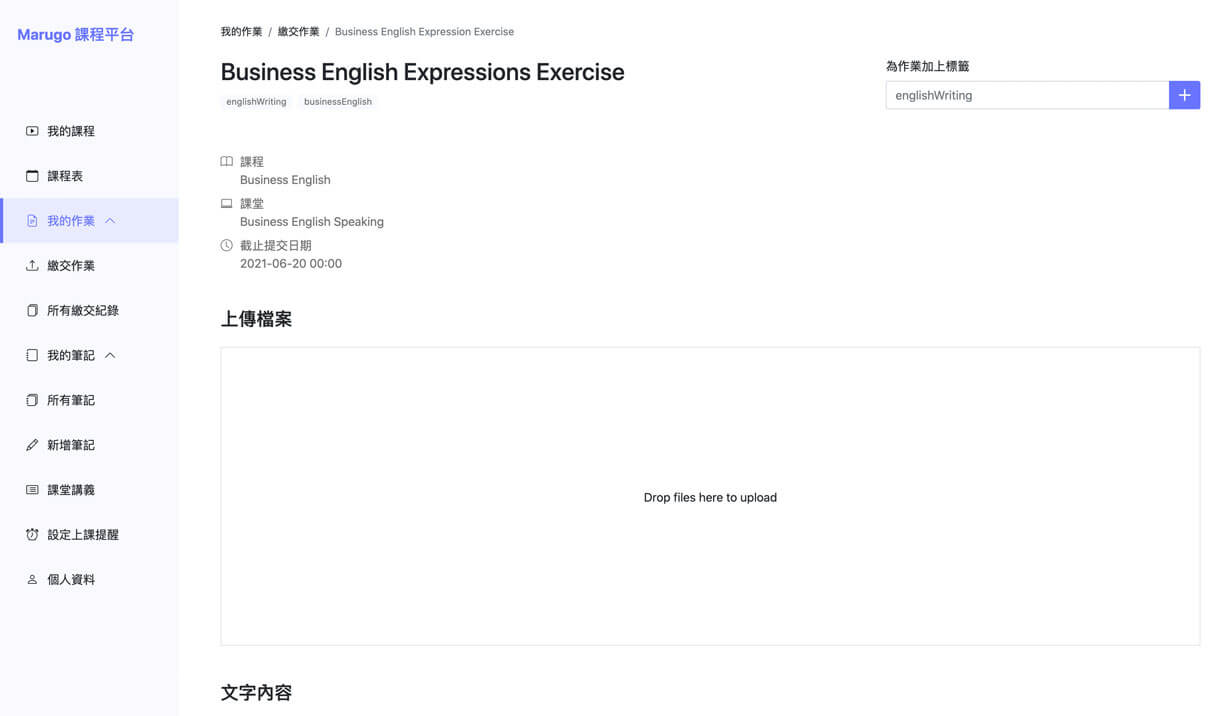 Marugo 課程平台
我的課程
課程表
我的作業
繳交作業
所有繳交紀錄
我的筆記
所有筆記
新增筆記
課堂講義
設定上課提醒
個人資料
我的作業 / 繳交作業 / Business English Expression Exercise
Business English Expressions Exercise
englishWriting businessEnglish
為作業加上標籤
englishWriting
課程
Business English
課堂
Business English Speaking
截止提交日期
2021-06-20 00:00
上傳檔案
Drop files here to upload
文字內容